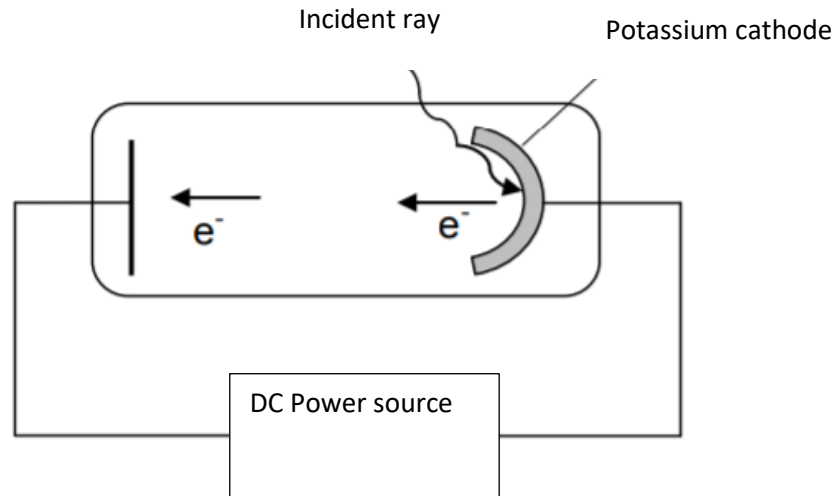 Incident ray
Potassium cathode
e-
e-
DC Power source